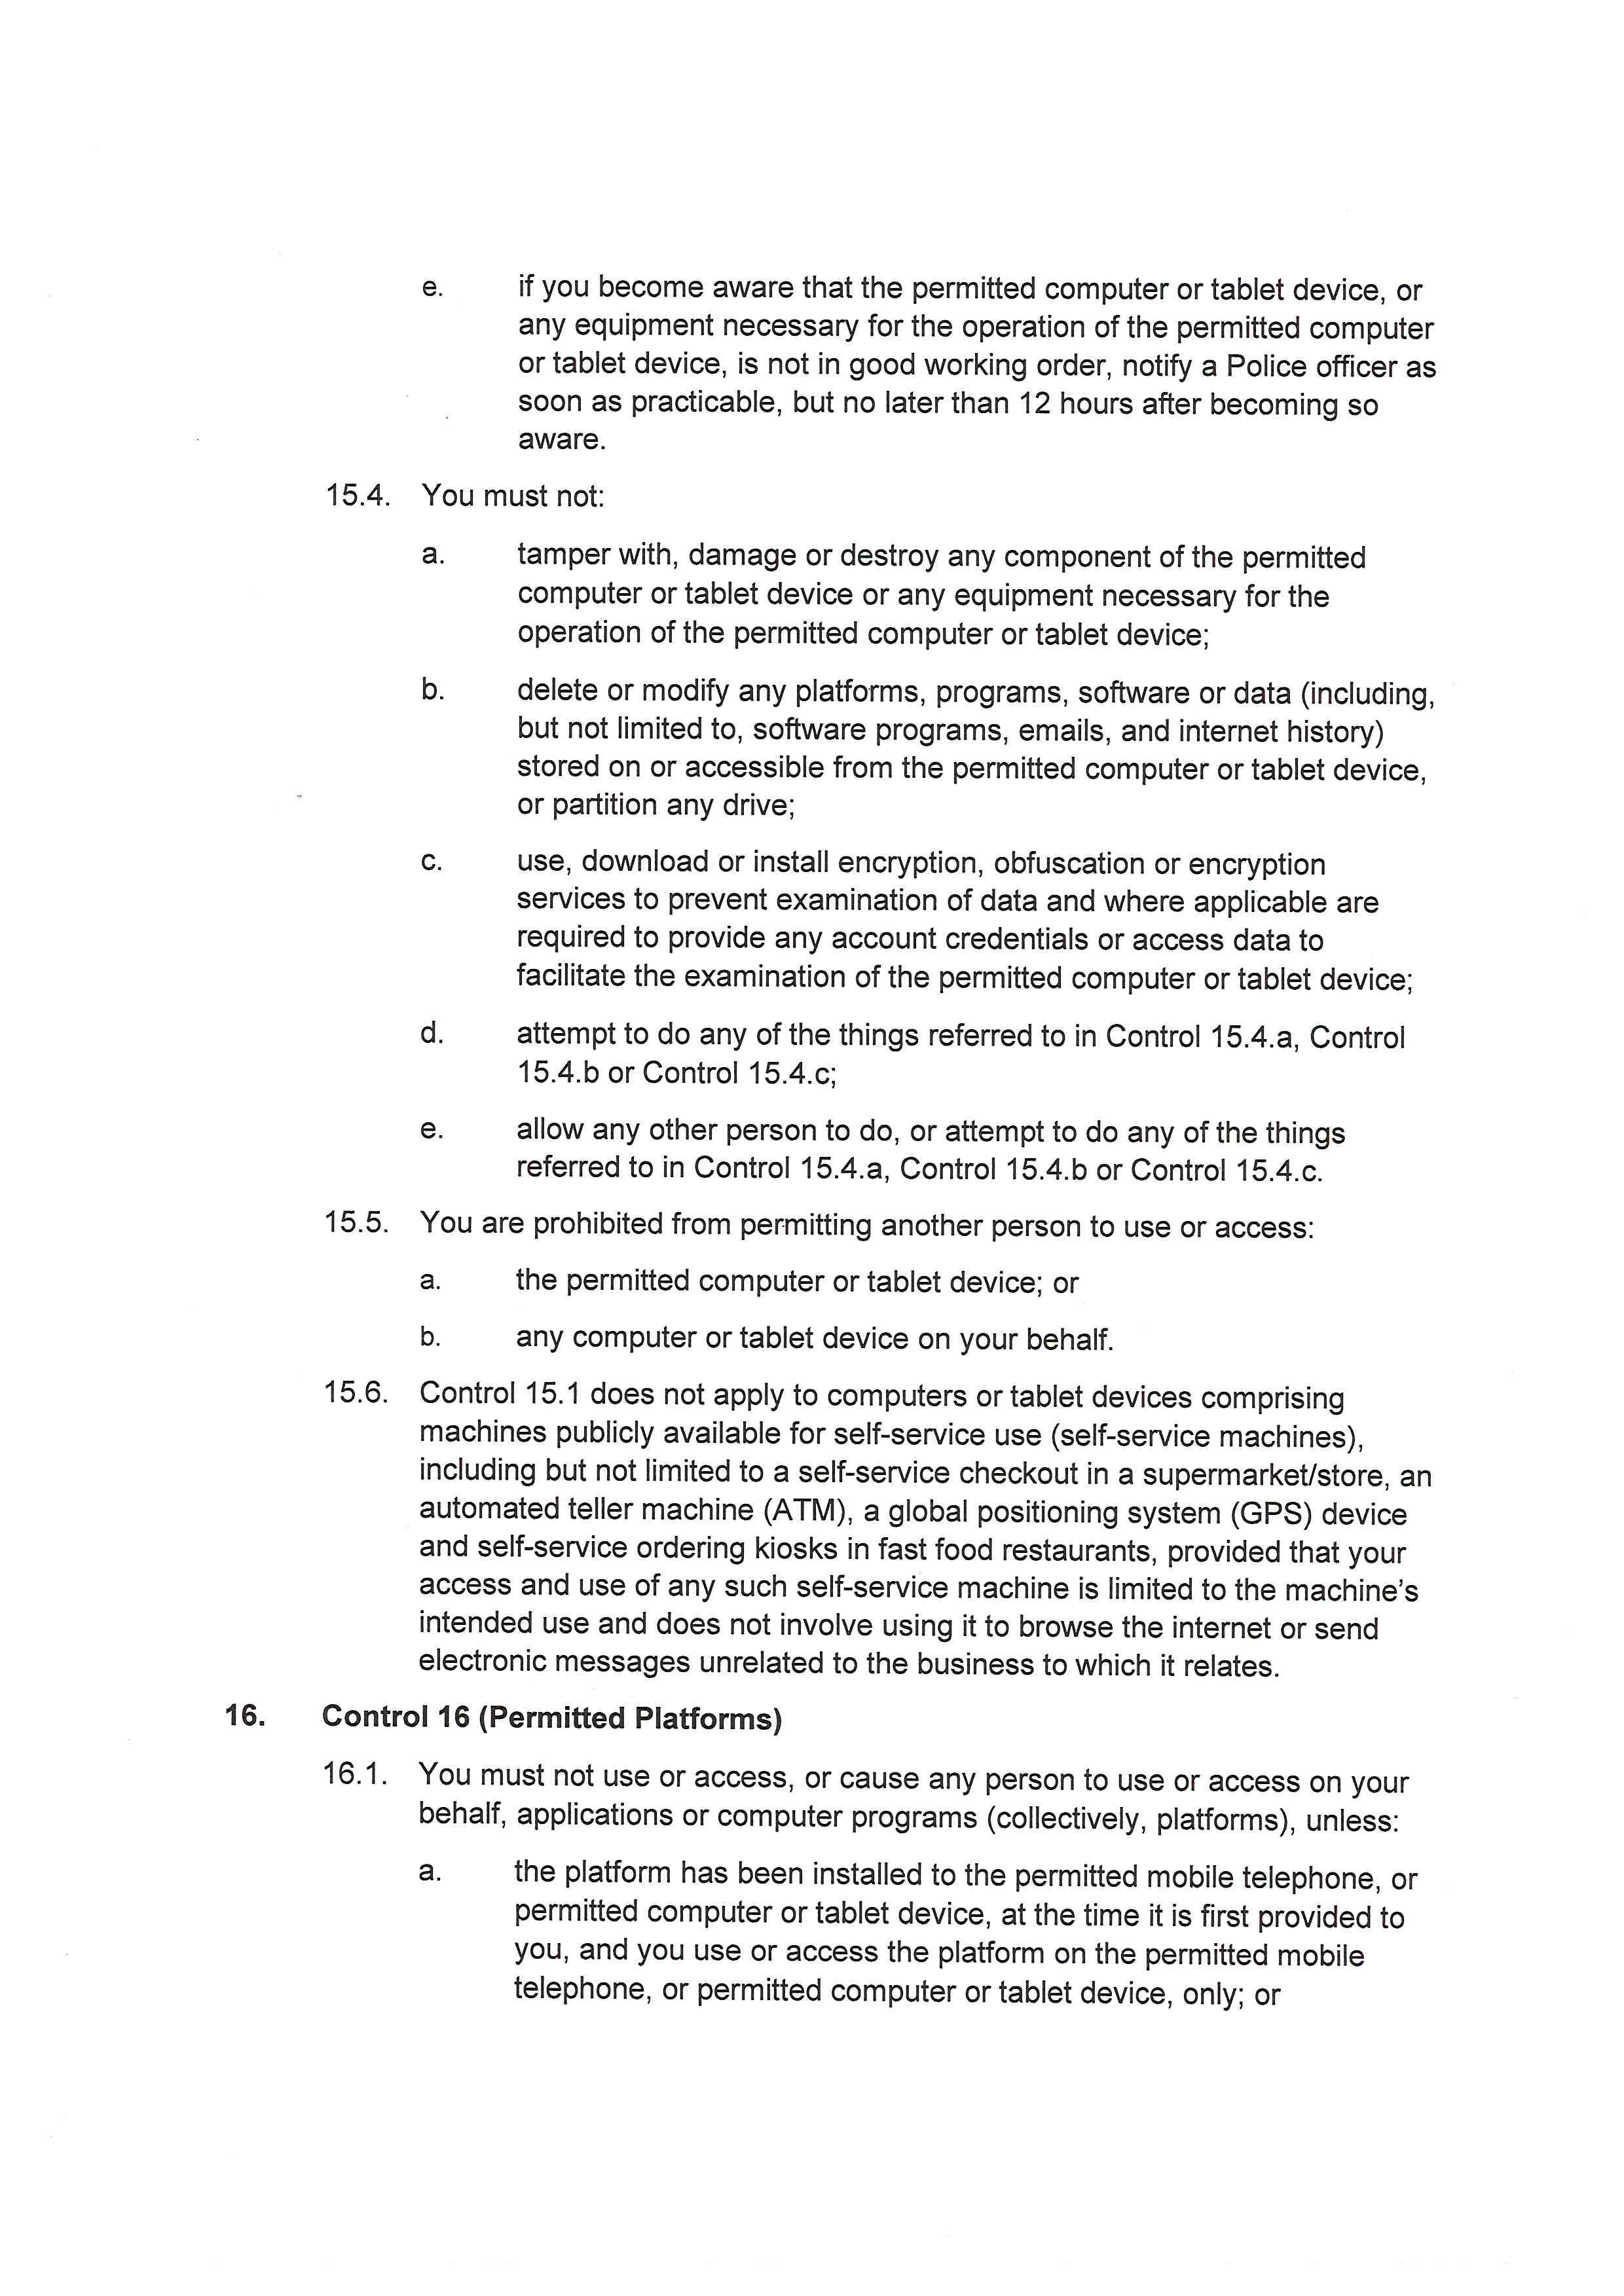 e. if you become aware that the permitted computer or tablet device, or
any equipment necessary for the operation of the permitted computer
or tablet device, is not in good working order, notify a Police officer as
soon as practicable, but no later than 12 hours after becoming so
aware.
15.4. You must not:
a. tamper with, damage or destroy any component of the permitted
computer or tablet device or any equipment necessary for the
operation of the permitted computer or tablet device;
b. delete or modify any platforms, programs, software or data (including,
but not limited to, software programs, emails, and internet history)
stored on or accessible from the permitted computer or tablet device,
or partition any drive;
c. use, download or install encryption, obfuscation or encryption
services to prevent examination of data and where applicable are
required to provide any account credentials or access data to
facilitate the examination of the permitted computer or tablet device;
d. attempt to do any of the things referred to in Control 15.4.a, Control
15.4.b or Control 15.4.c;
e. allow any other person to do, or attempt to do any of the things
referred to in Control 15.4.a, Control 15.4.b or Control 15.4.c.
15.5. You are prohibited from permitting another person to use or access:
a. the permitted computer or tablet device; or
b. any computer or tablet device on your behalf.
15.6. Control 15.1 does not apply to computers or tablet devices comprising
machines publicly available for self-service use (self-service machines),
including but not limited to a self-service checkout in a supermarket/store, an
automated teller machine (ATM), a global positioning system (GPS) device
and self-service ordering kiosks in fast food restaurants, provided that your
access and use of any such self-service machine is limited to the machine's
intended use and does not involve using it to browse the internet or send
electronic messages unrelated to the business to which it relates.
16. Control 16 (Permitted Platforms)
16.1. You must not use or access, or cause any person to use or access on your
behalf, applications or computer programs (collectively, platforms), unless:
a. the platform has been installed to the permitted mobile telephone, or
permitted computer or tablet device, at the time it is first provided to
you, and you use or access the platform on the permitted mobile
telephone, or permitted computer or tablet device, only; or